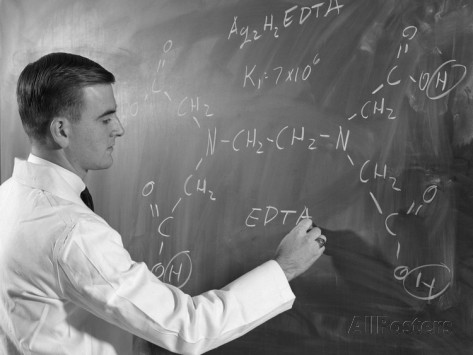 Ag2H2EDTA
K1 = 7x10^6
O O
C C OH
CH2 CH2
N-CH2-CH2-N
CH2 CH2
O O
C EDTA C
OH O
AllPosters